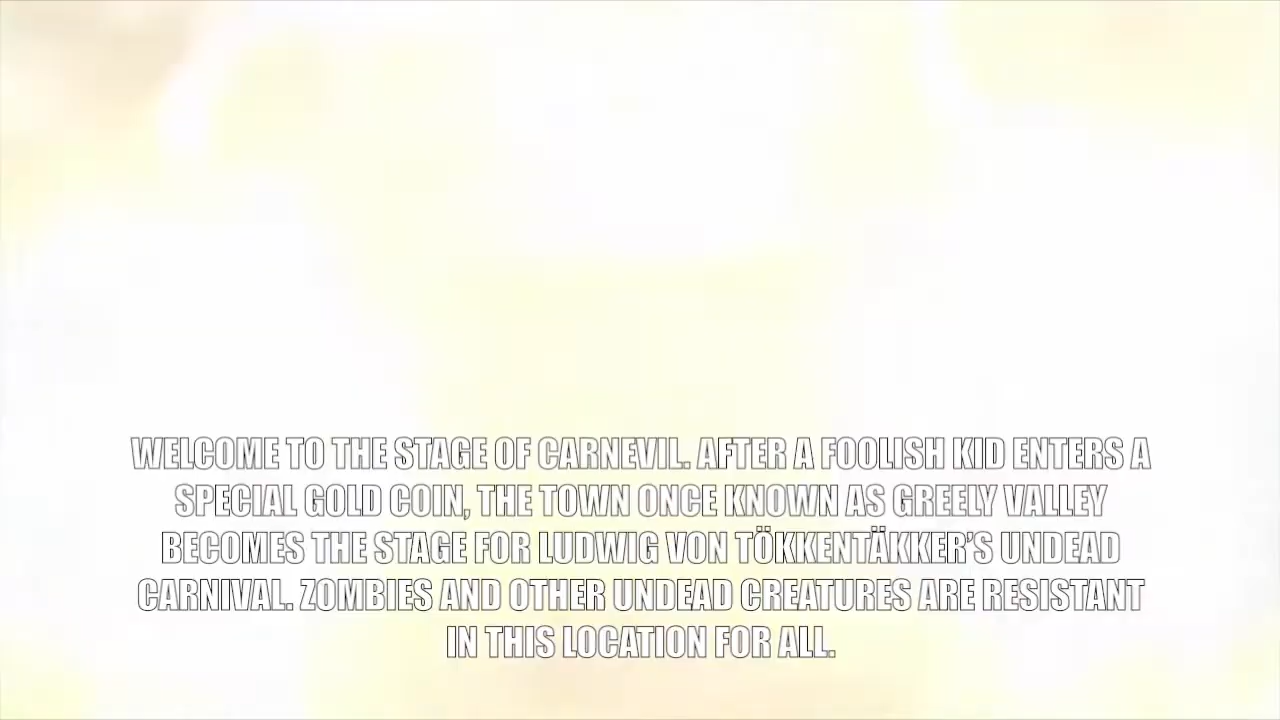 WELCOME TO THE STAGE OF CARNEVIL. AFTER A FOOLISH KID ENTERS A
SPECIAL GOLD COIN, THE TOWN ONCE KNOWN AS GREELY VALLEY
BECOMES THE STAGE FOR LUDWIG VON TÖKKENTÄKKER’S UNDEAD
CARNIVAL. ZOMBIES AND OTHER UNDEAD CREATURES ARE RESISTANT
IN THIS LOCATION FOR ALL.